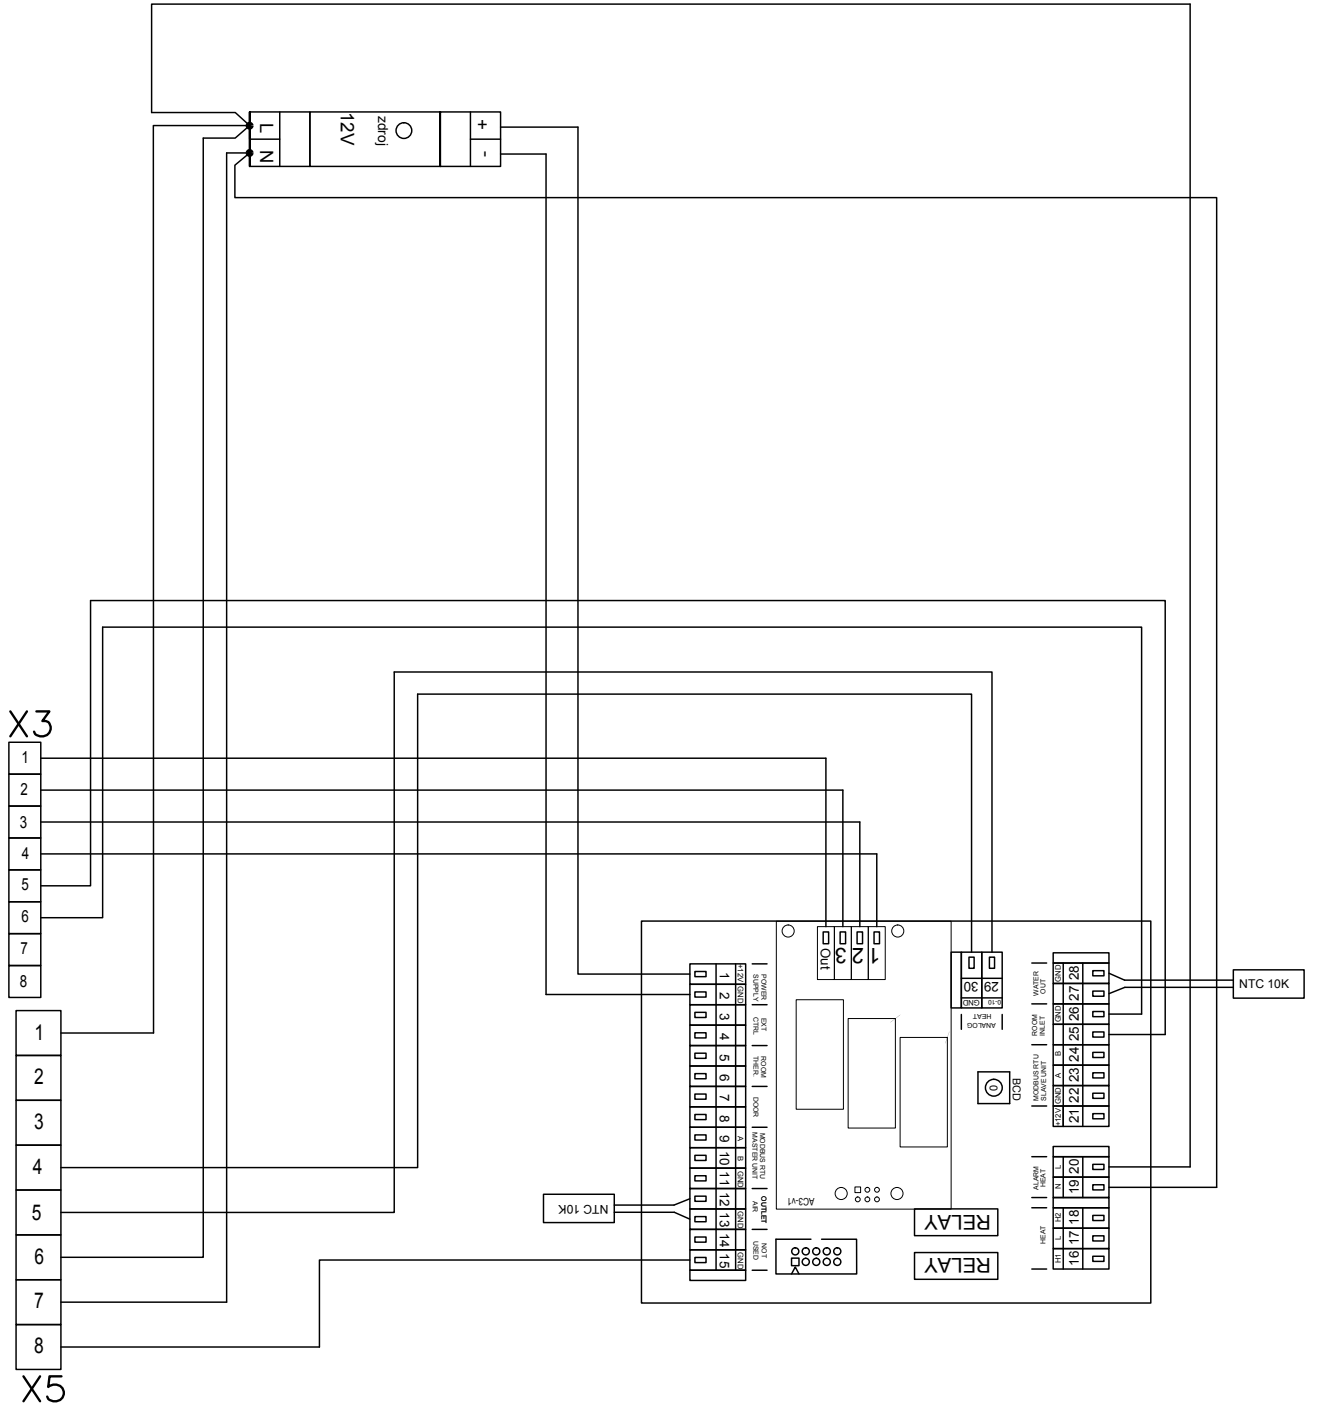 L
N
12V
zdroj
+
-
X3
1
2
3
4
5
6
7
8
1
2
3
4
5
6
7
8
X5
Out
3
2
1
30
29
GND
0-10
ANALOG
HEAT
BCD
0
1 +12V
2 GND
POWER
SUPPLY
3
4
EXT
CTRL
5
6
ROOM
THER.
7
8
DOOR
9 A
10 B
11 GND
MODBUS RTU
MASTER UNIT
12
13 GND
OUTLET
AIR
14
15 GND
NOT
USED
NTC 10K
AC3-v1
RELAY
RELAY
WATER
OUT
GND 28
27
ROOM
INLET
GND 26
25
MODBUS RTU
SLAVE UNIT
B 24
A 23
GND 22
+12V 21
ALARM
HEAT
L 20
N 19
HEAT
H2 18
L 17
H1 16
NTC 10K